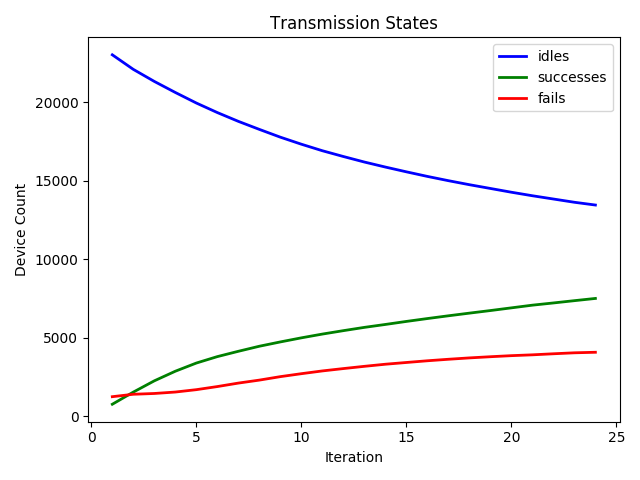 Transmission States
idles
successes
fails
20000
15000
10000
5000
0
Device Count
0 5 10 15 20 25
Iteration